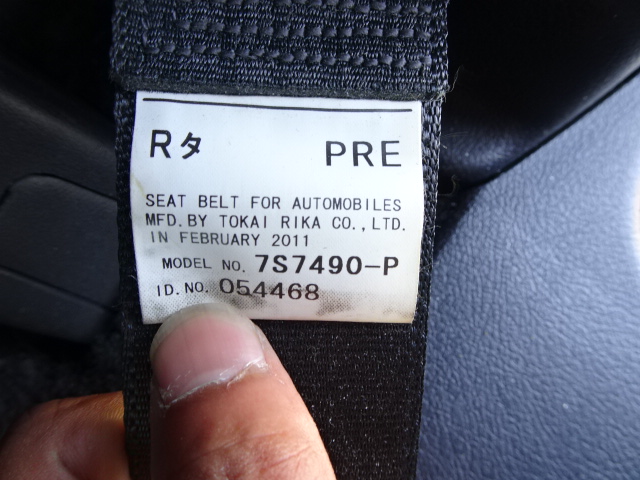 Rタ PRE
SEAT BELT FOR AUTOMOBILES
MFD. BY TOKAI RIKA CO., LTD.
IN FEBRUARY 2011
MODEL NO. 7S7490-P
ID. NO. 054468